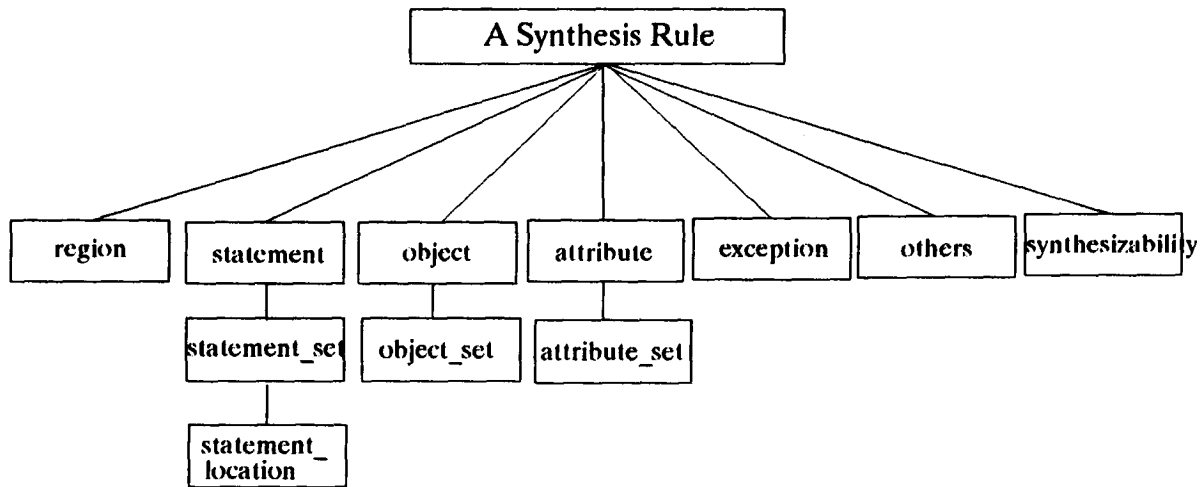 A Synthesis Rule
region
statement
object
attribute
exception
others
synthesizability
statement_set
object_set
attribute_set
statement_
location